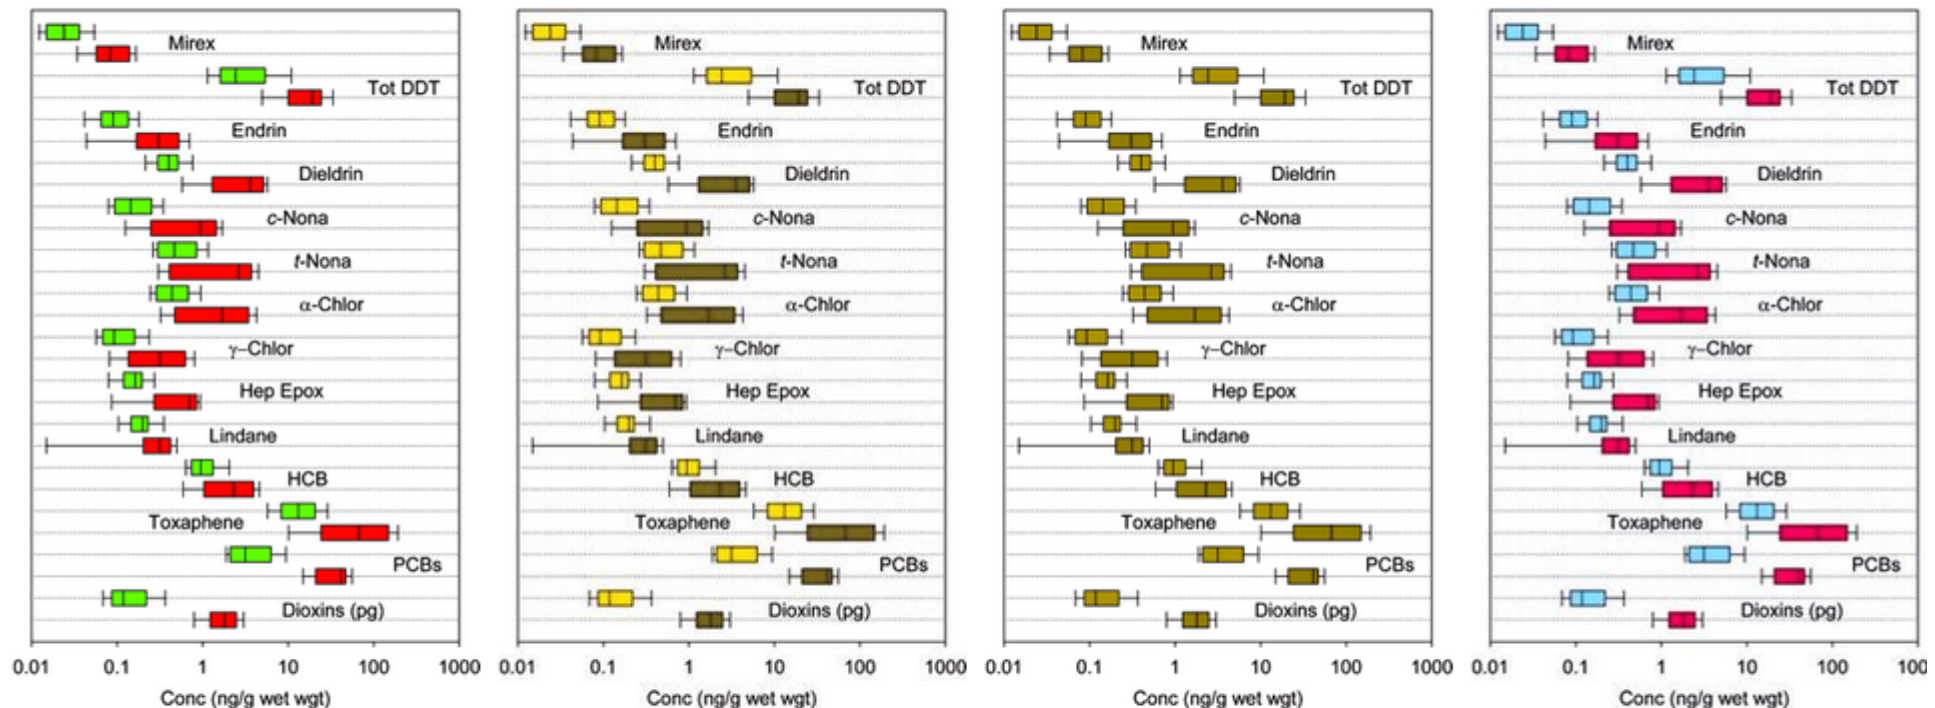 Mirex
Tot DDT
Endrin
Dieldrin
c-Nona
t-Nona
α-Chlor
γ–Chlor
Hep Epox
Lindane
HCB
Toxaphene
PCBs
Dioxins (pg)
0.01 0.1 1 10 100 1000
Conc (ng/g wet wgt)
Mirex
Tot DDT
Endrin
Dieldrin
c-Nona
t-Nona
α-Chlor
γ–Chlor
Hep Epox
Lindane
HCB
Toxaphene
PCBs
Dioxins (pg)
0.01 0.1 1 10 100 1000
Conc (ng/g wet wgt)
Mirex
Tot DDT
Endrin
Dieldrin
c-Nona
t-Nona
α-Chlor
γ–Chlor
Hep Epox
Lindane
HCB
Toxaphene
PCBs
Dioxins (pg)
0.01 0.1 1 10 100 1000
Conc (ng/g wet wgt)
Mirex
Tot DDT
Endrin
Dieldrin
c-Nona
t-Nona
α-Chlor
γ–Chlor
Hep Epox
Lindane
HCB
Toxaphene
PCBs
Dioxins (pg)
0.01 0.1 1 10 100 100
Conc (ng/g wet wgt)